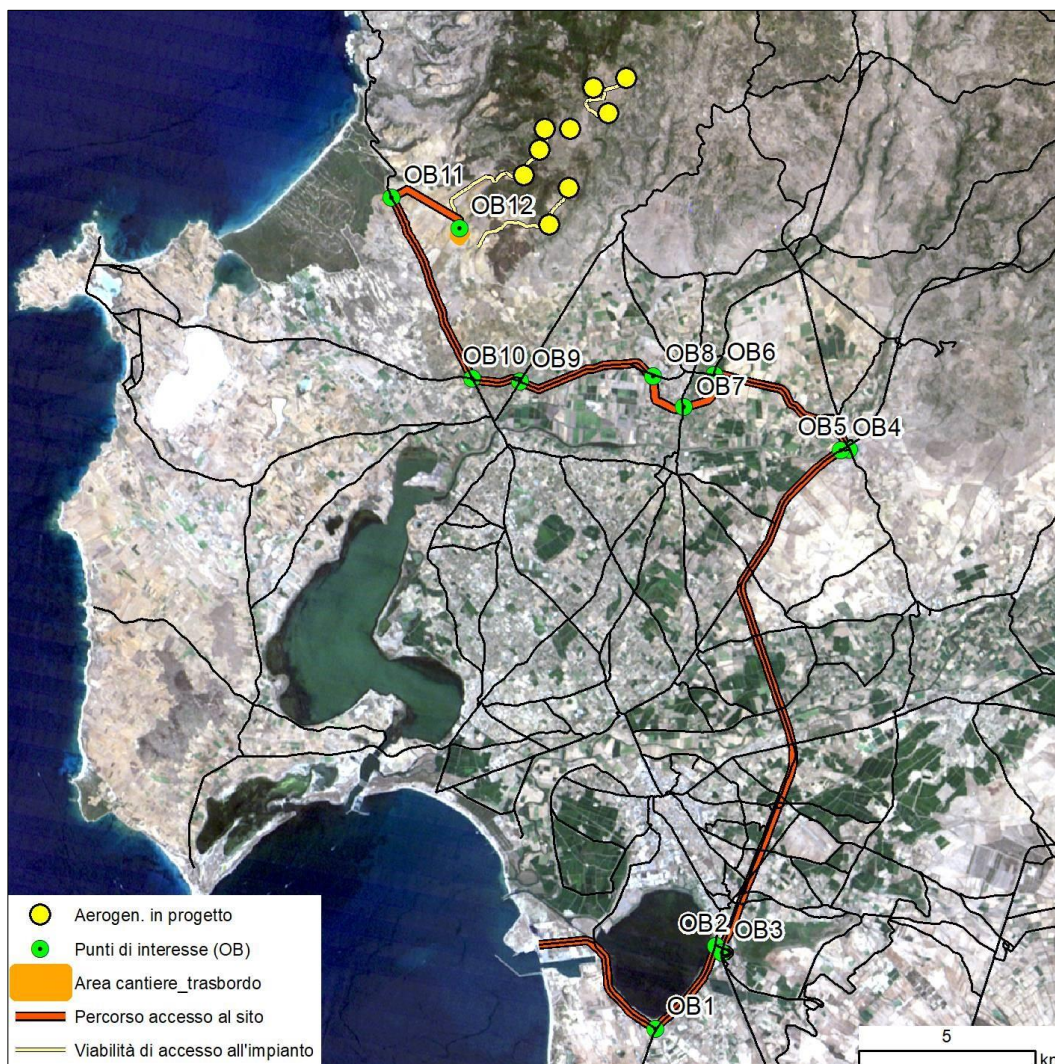 OB11
OB12
OB10
OB9
OB8
OB6
OB7
OB5
OB4
OB2
OB3
OB1
Aerogen. in progetto
Punti di interesse (OB)
Area cantiere_trasbordo
Percorso accesso al sito
Viabilità di accesso all'impianto
5